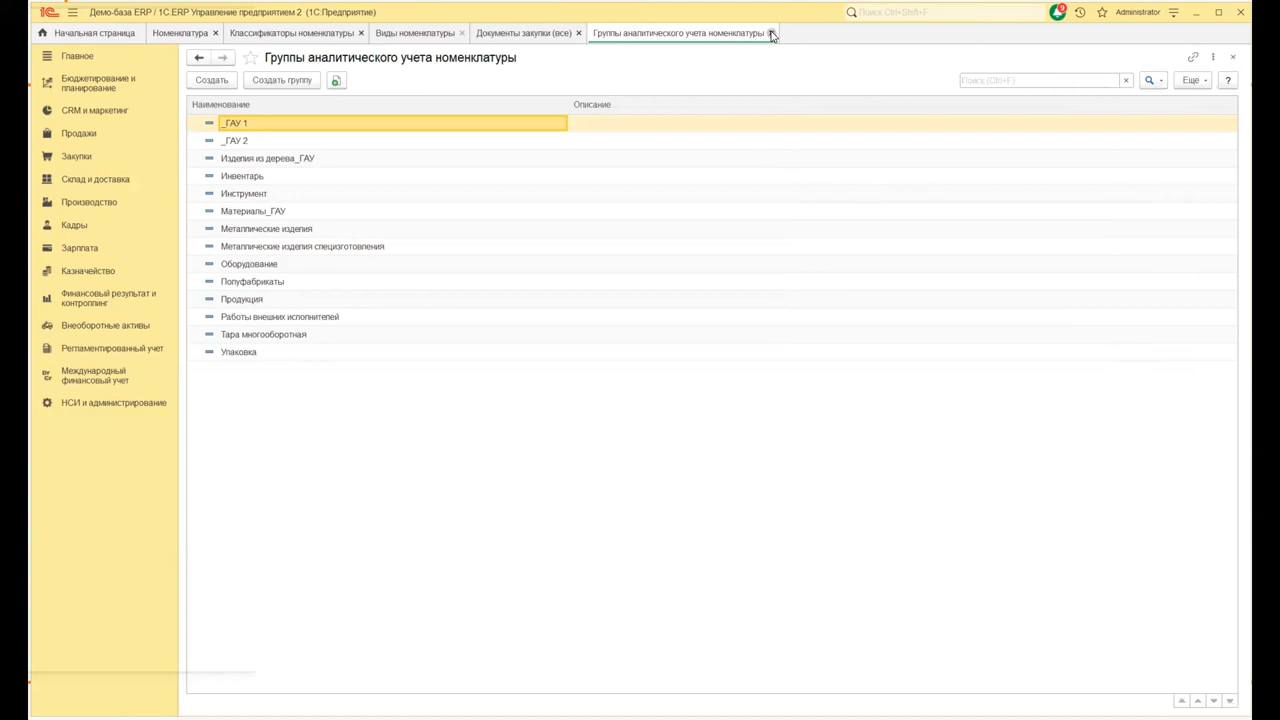 1С Демо-база ERP / 1С:ERP Управление предприятием 2 (1С:Предприятие) Поиск Ctrl+Shift+F Administrator
Начальная страница Номенклатура × Классификаторы номенклатуры × Виды номенклатуры × Документы закупки (все) × Группы аналитического учета номенклатуры
Главное
Бюджетирование и
планирование
CRM и маркетинг
Продажи
Закупки
Склад и доставка
Производство
Кадры
Зарплата
Казначейство
Финансовый результат и
контроллинг
Внеоборотные активы
Регламентированный учет
Международный
финансовый учет
НСИ и администрирование
Группы аналитического учета номенклатуры
Создать Создать группу Поиск (Ctrl+F) × Еще ?
Наименование Описание
_ГАУ 1
_ГАУ 2
Изделия из дерева_ГАУ
Инвентарь
Инструмент
Материалы_ГАУ
Металлические изделия
Металлические изделия специзготовления
Оборудование
Полуфабрикаты
Продукция
Работы внешних исполнителей
Тара многооборотная
Упаковка